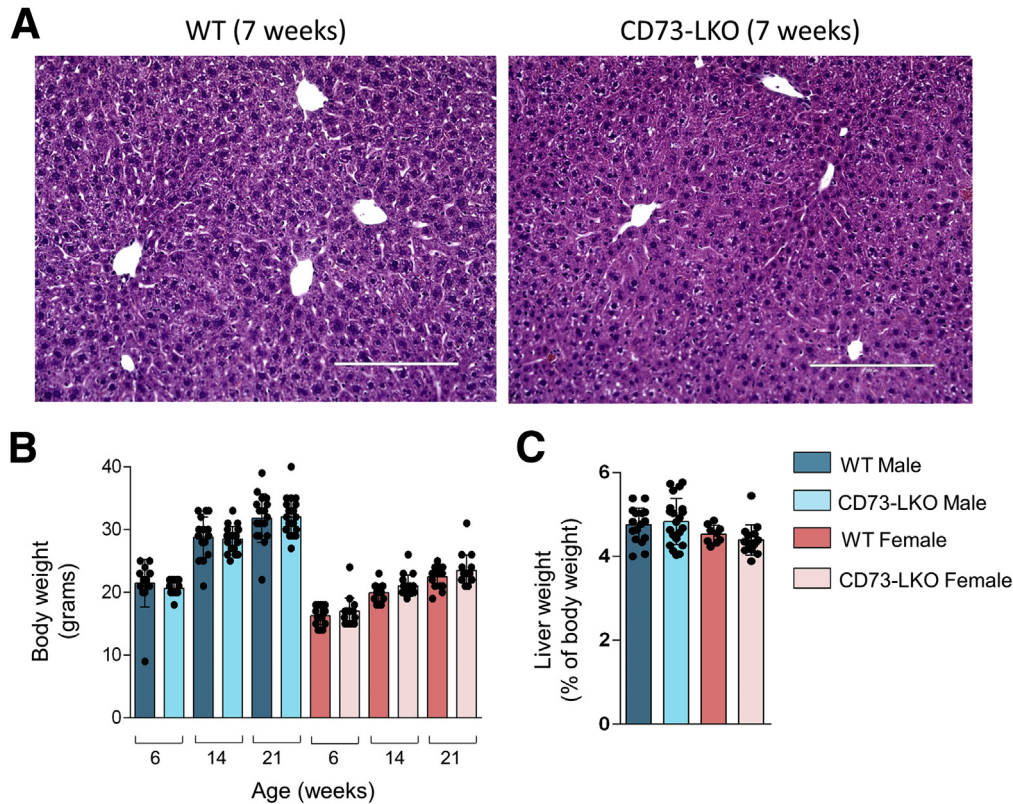 A
WT (7 weeks)
CD73-LKO (7 weeks)
B
Body weight
(grams)
40
30
20
10
0
6
14
21
6
14
21
Age (weeks)
C
Liver weight
(% of body weight)
6
4
2
0
WT Male
CD73-LKO Male
WT Female
CD73-LKO Female